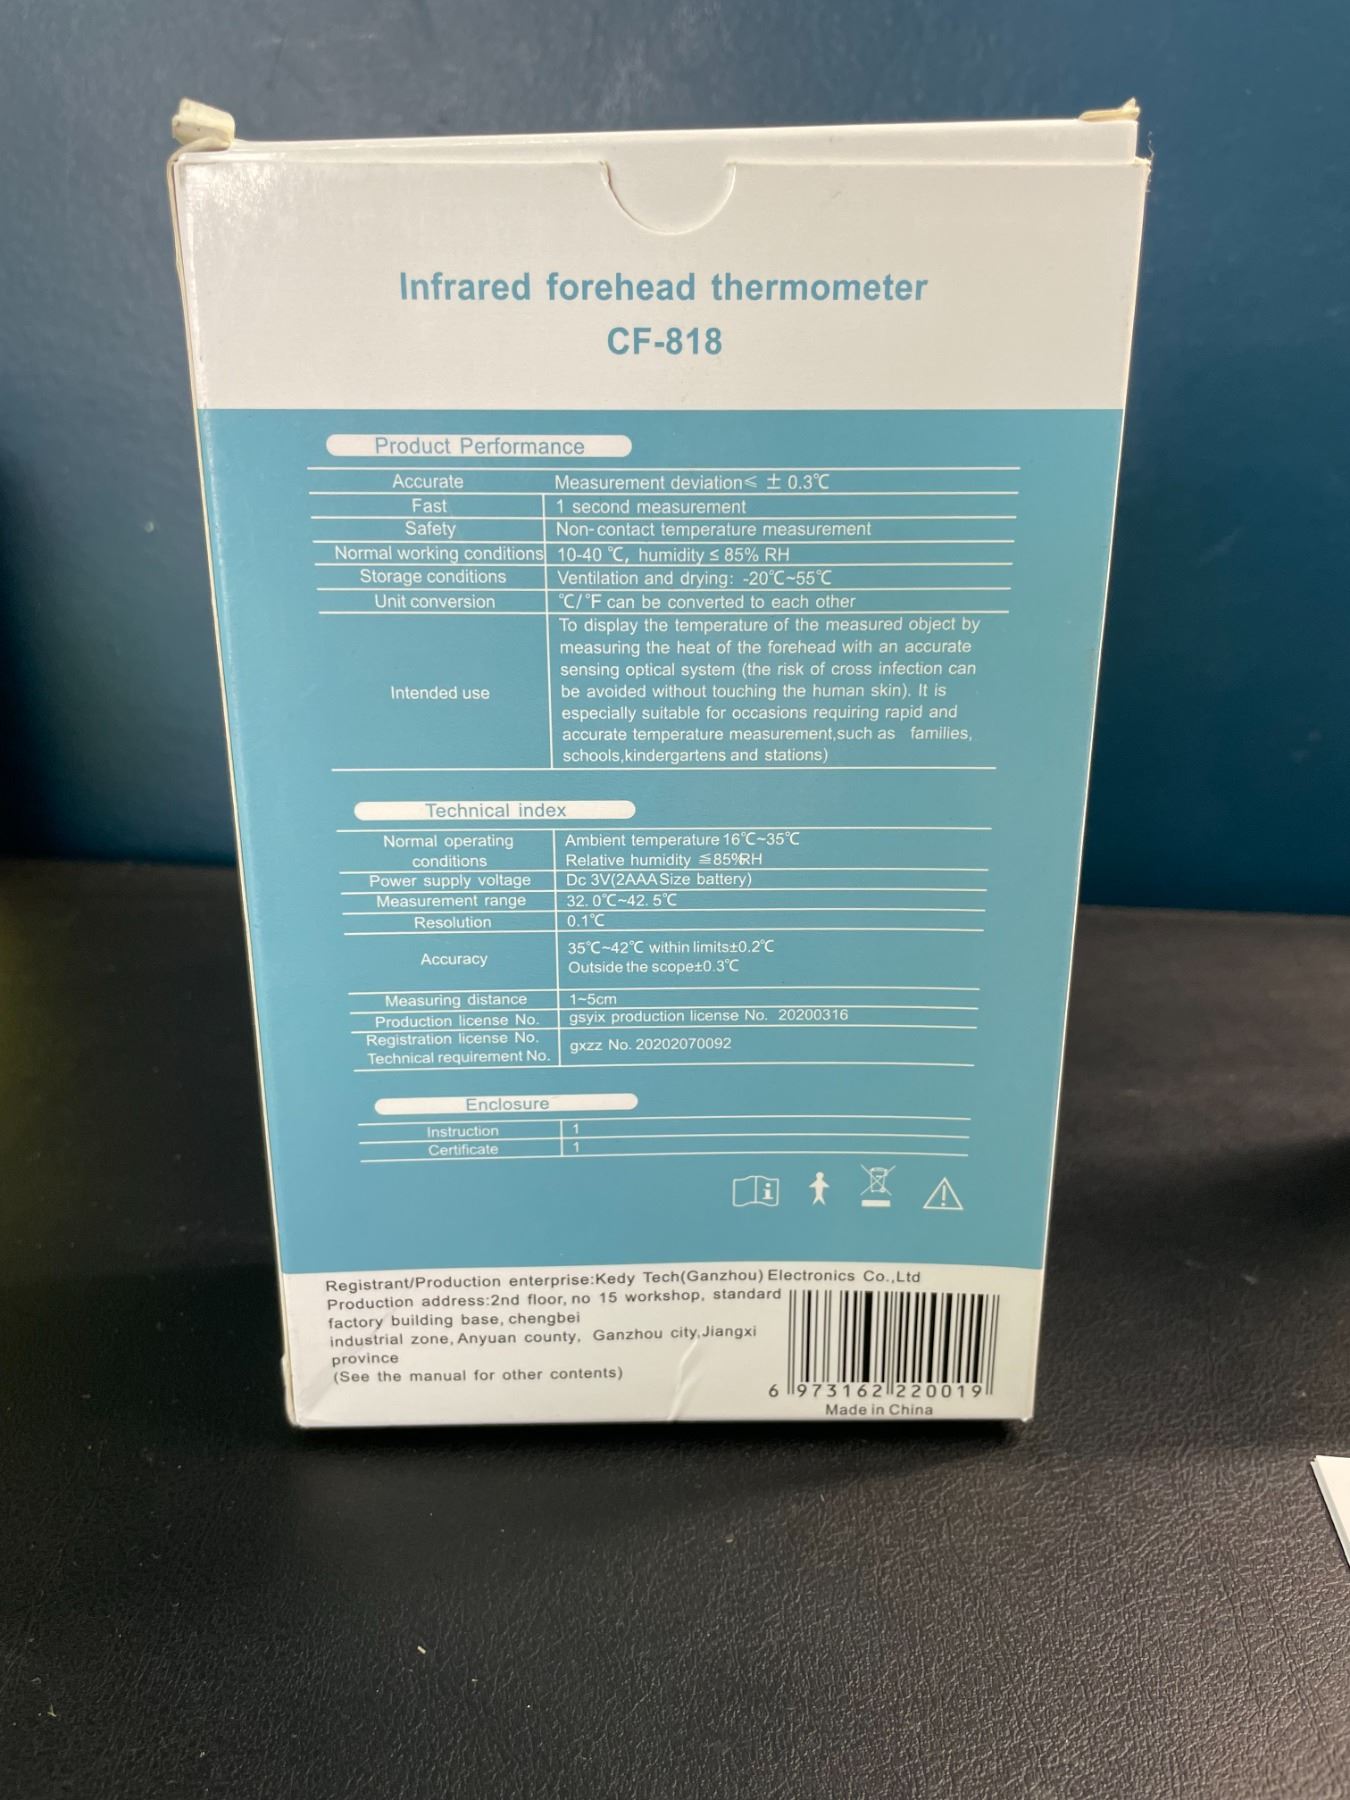 Infrared forehead thermometer
CF-818
Product Performance
Accurate Measurement deviation≤ ± 0.3℃
Fast 1 second measurement
Safety Non-contact temperature measurement
Normal working conditions 10-40 ℃, humidity ≤ 85% RH
Storage conditions Ventilation and drying: -20℃~55℃
Unit conversion ℃/℉ can be converted to each other
Intended use
To display the temperature of the measured object by
measuring the heat of the forehead with an accurate
sensing optical system (the risk of cross infection can
be avoided without touching the human skin). It is
especially suitable for occasions requiring rapid and
accurate temperature measurement,such as families,
schools,kindergartens and stations)
Technical index
Normal operating
conditions
Ambient temperature 16℃~35℃
Relative humidity ≦85%RH
Power supply voltage Dc 3V(2AAA Size battery)
Measurement range 32. 0℃~42. 5℃
Resolution 0.1℃
Accuracy
35℃~42℃ within limits±0.2℃
Outside the scope±0.3℃
Measuring distance 1~5cm
Production license No. gsyix production license No. 20200316
Registration license No.
Technical requirement No.
gxzz No. 20202070092
Enclosure
Instruction 1
Certificate 1
Registrant/Production enterprise:Kedy Tech(Ganzhou) Electronics Co.,Ltd
Production address:2nd floor, no 15 workshop, standard
factory building base, chengbei
industrial zone, Anyuan county, Ganzhou city,Jiangxi
province
(See the manual for other contents)
6 973162 220019
Made in China